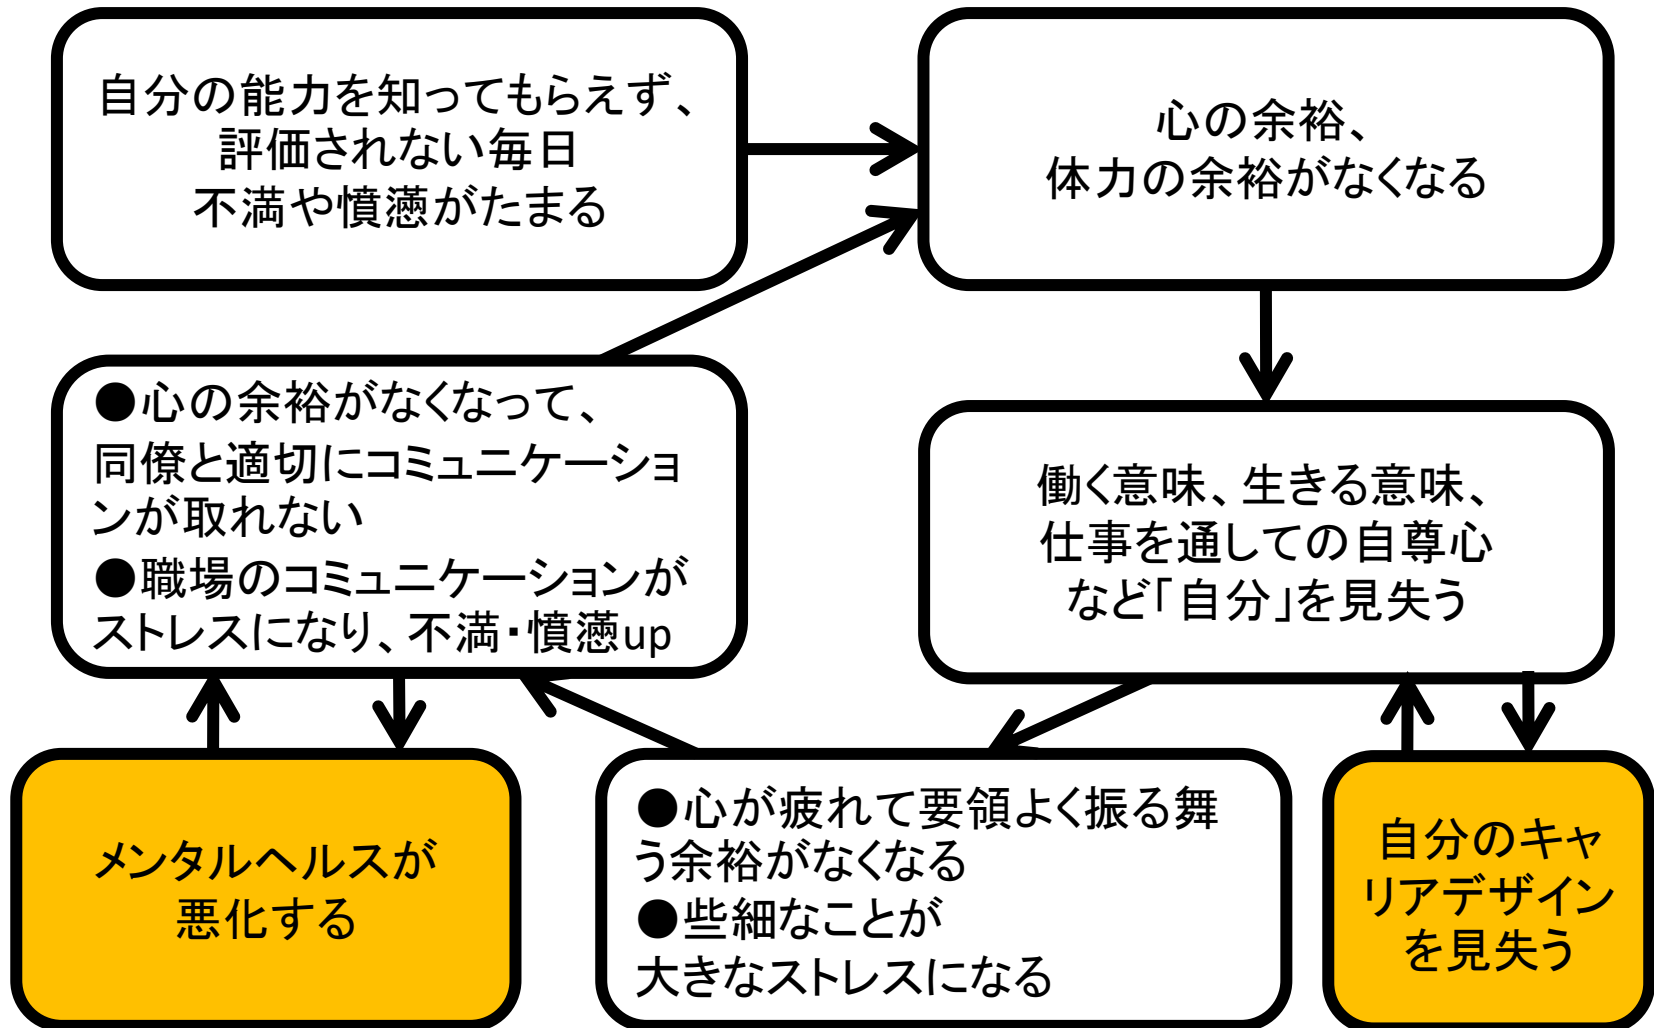 自分の能力を知ってもらえず、
評価されない毎日
不満や憤懣がたまる
心の余裕、
体力の余裕がなくなる
●心の余裕がなくなって、
同僚と適切にコミュニケーショ
ンが取れない
●職場のコミュニケーションが
ストレスになり、不満・憤懣up
働く意味、生きる意味、
仕事を通しての自尊心
など「自分」を見失う
メンタルヘルスが
悪化する
●心が疲れて要領よく振る舞
う余裕がなくなる
●些細なことが
大きなストレスになる
自分のキャ
リアデザイン
を見失う